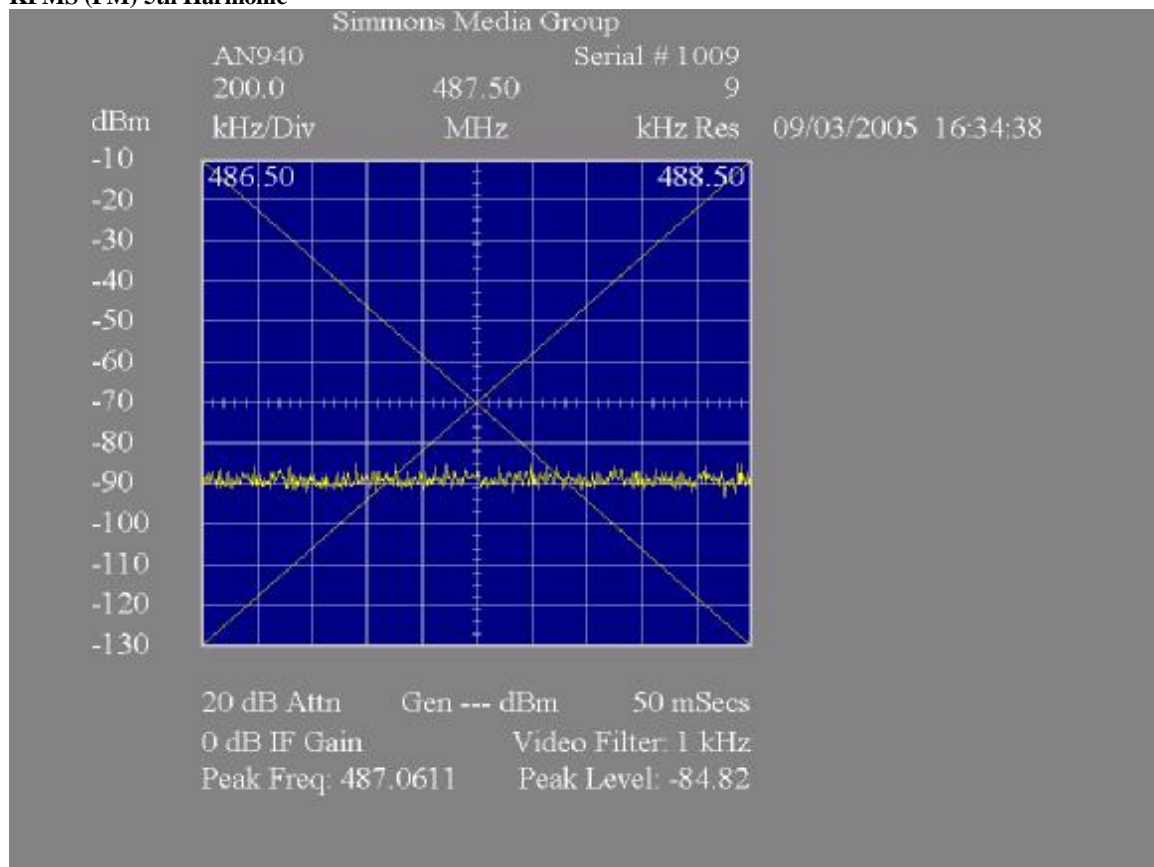 Simmons Media Group
AN940 Serial # 1009
200.0 487.50 9
dBm kHz/Div MHz kHz Res 09/03/2005 16:34:38
-10
486.50 488.50
-20
-30
-40
-50
-60
-70
-80
-90
-100
-110
-120
-130
20 dB Attn Gen --- dBm 50 mSecs
0 dB IF Gain Video Filter: 1 kHz
Peak Freq: 487.0611 Peak Level: -84.82